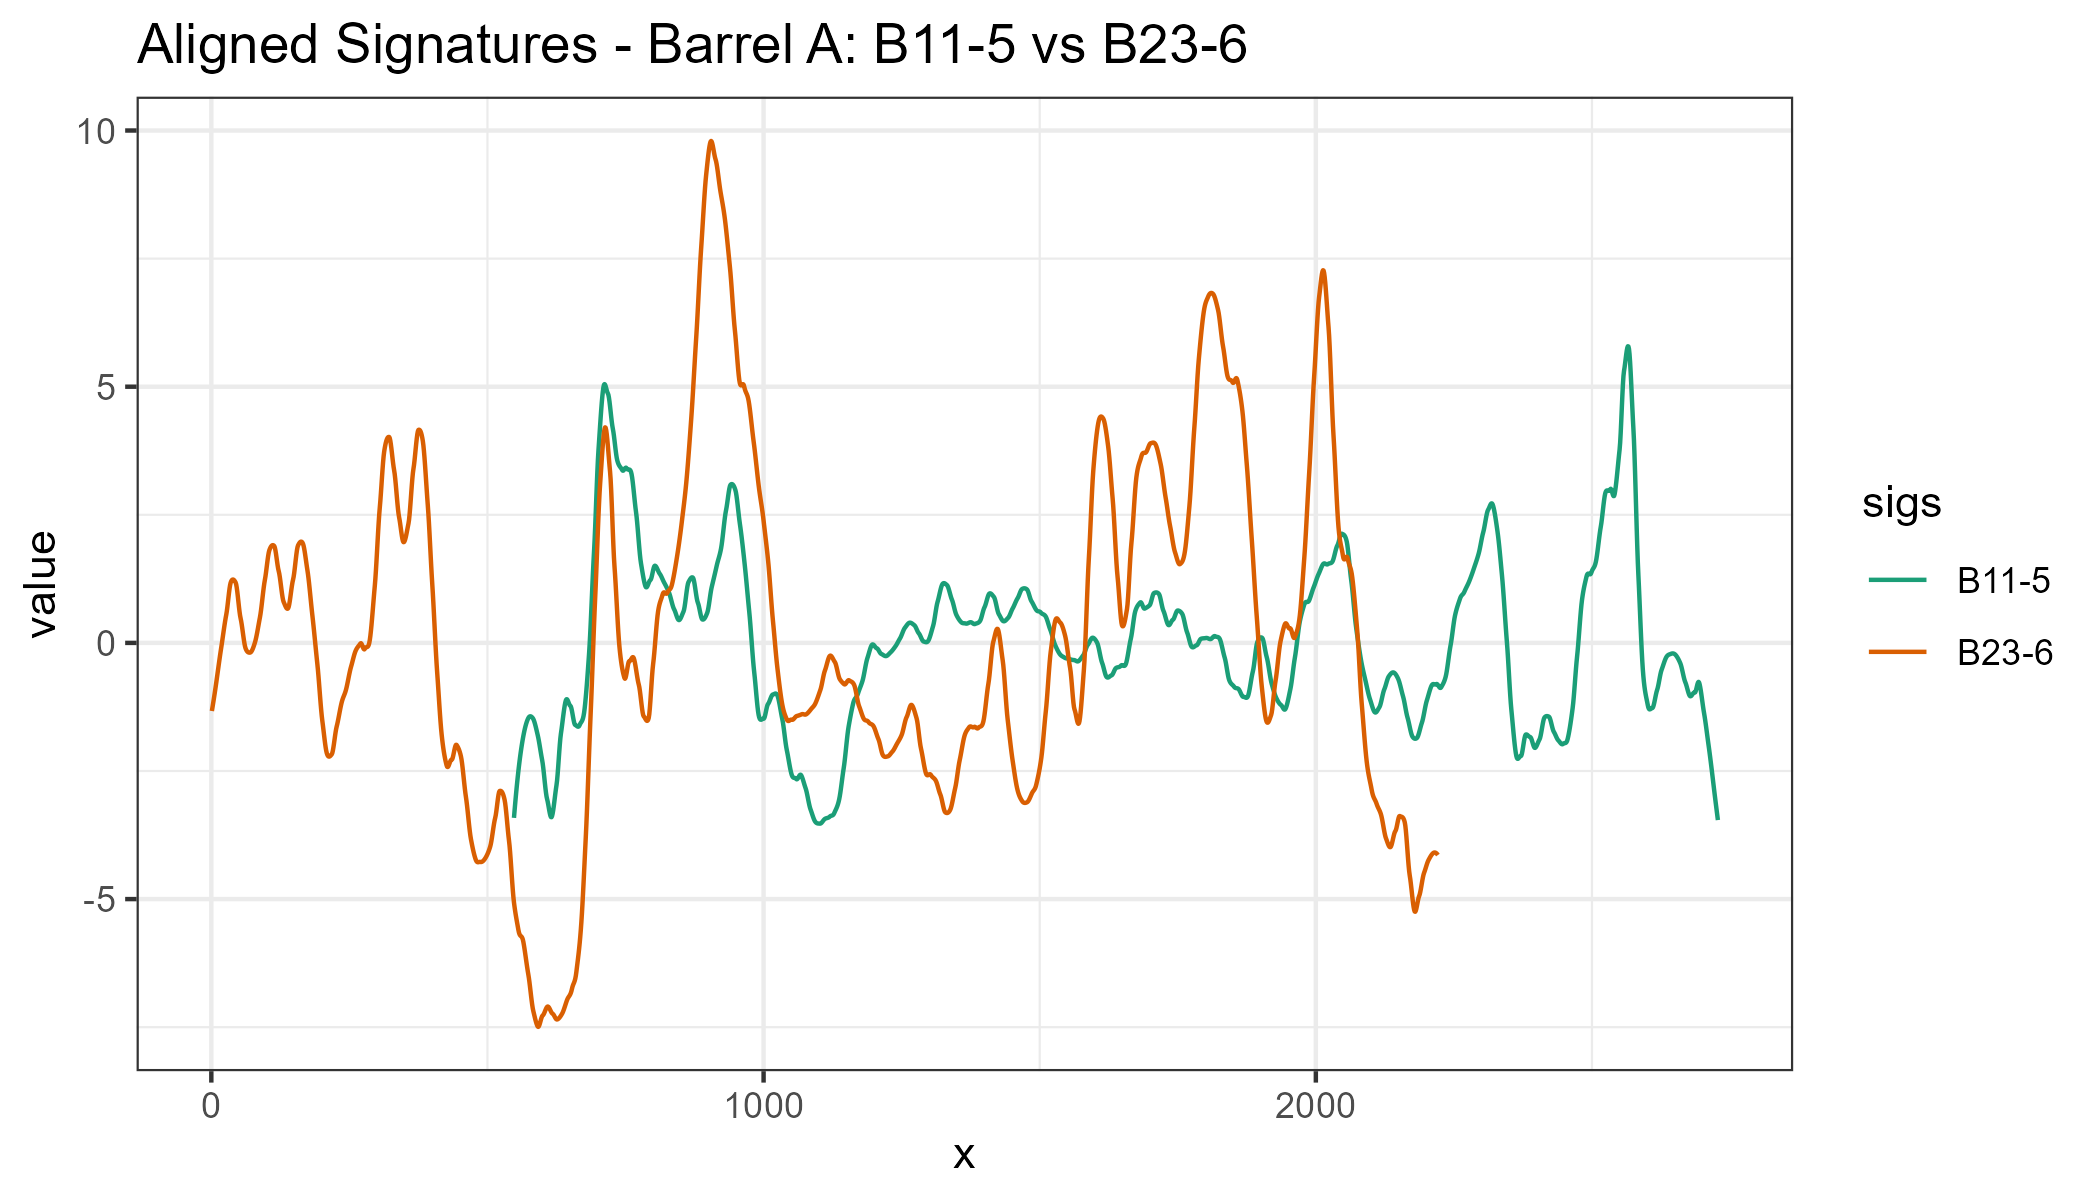 Aligned Signatures - Barrel A: B11-5 vs B23-6
10
5
0
-5
value
0
1000
2000
x
sigs
B11-5
B23-6